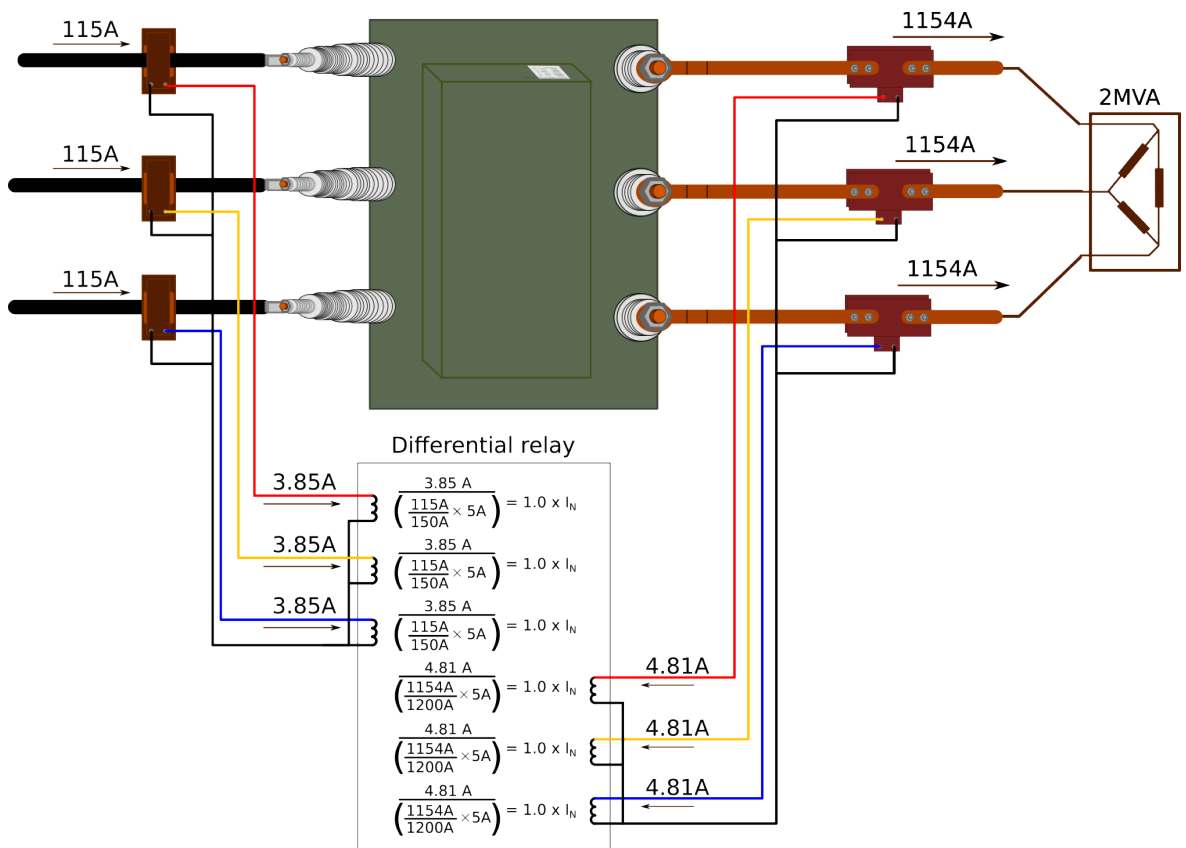 115A
1154A
2MVA
115A
1154A
115A
1154A
Differential relay
3.85A
3.85 A
(115A/150A × 5A) = 1.0 x I_N
3.85A
3.85 A
(115A/150A × 5A) = 1.0 x I_N
3.85A
3.85 A
(115A/150A × 5A) = 1.0 x I_N
4.81 A
(1154A/1200A ×5A) = 1.0 x I_N
4.81A
4.81 A
(1154A/1200A ×5A) = 1.0 x I_N
4.81A
4.81 A
(1154A/1200A ×5A) = 1.0 x I_N
4.81A